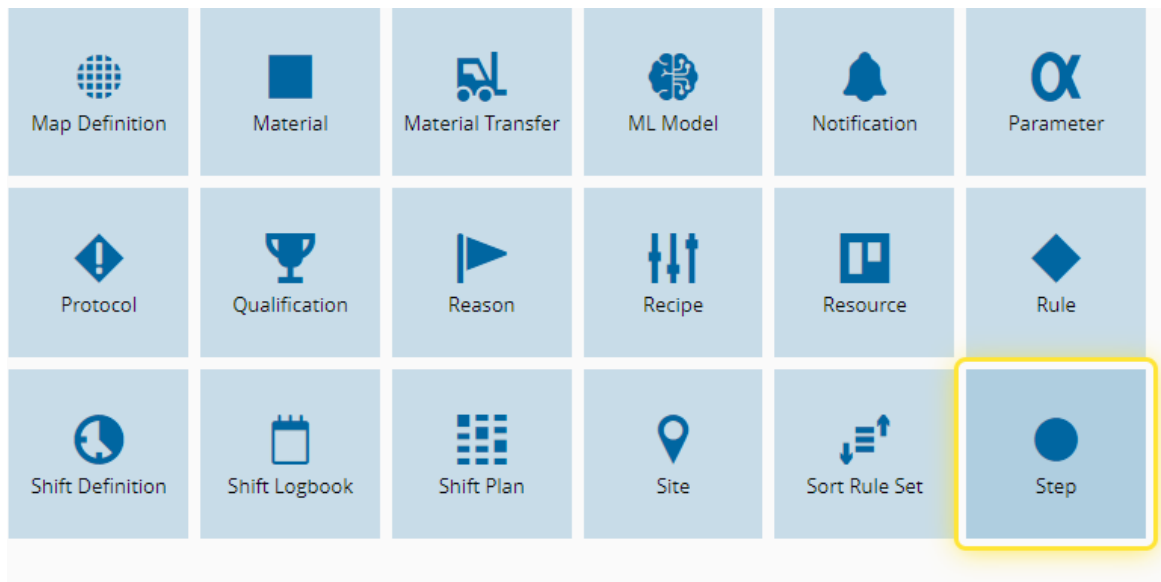 Map Definition
Material
Material Transfer
ML Model
Notification
Parameter
Protocol
Qualification
Reason
Recipe
Resource
Rule
Shift Definition
Shift Logbook
Shift Plan
Site
Sort Rule Set
Step